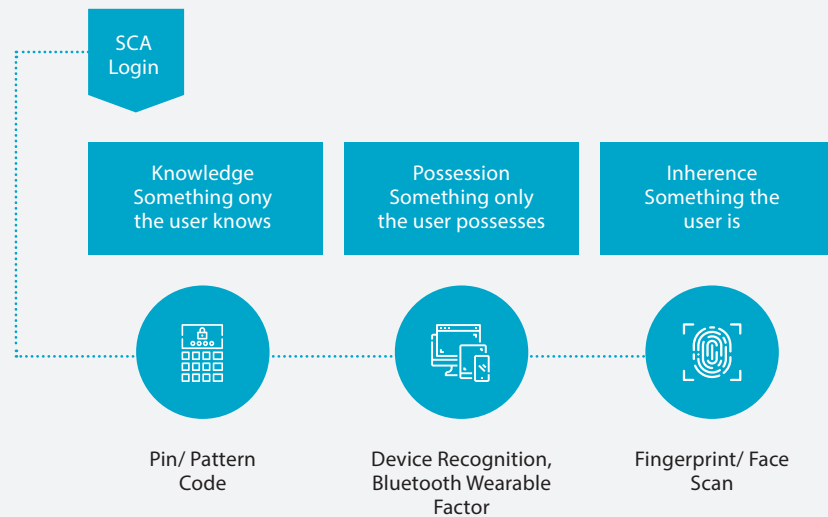 SCA
Login
Knowledge
Something ony
the user knows
Possession
Something only
the user possesses
Inherence
Something the
user is
Pin/ Pattern
Code
Device Recognition,
Bluetooth Wearable
Factor
Fingerprint/ Face
Scan